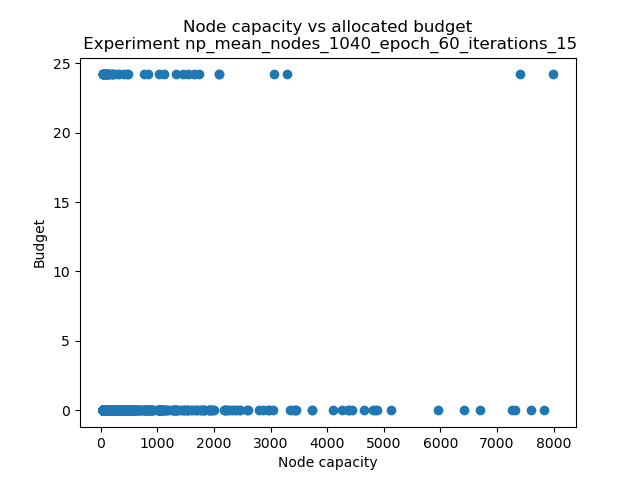 Node capacity vs allocated budget
Experiment np_mean_nodes_1040_epoch_60_iterations_15
25
20
15
10
5
0
Budget
0 1000 2000 3000 4000 5000 6000 7000 8000
Node capacity